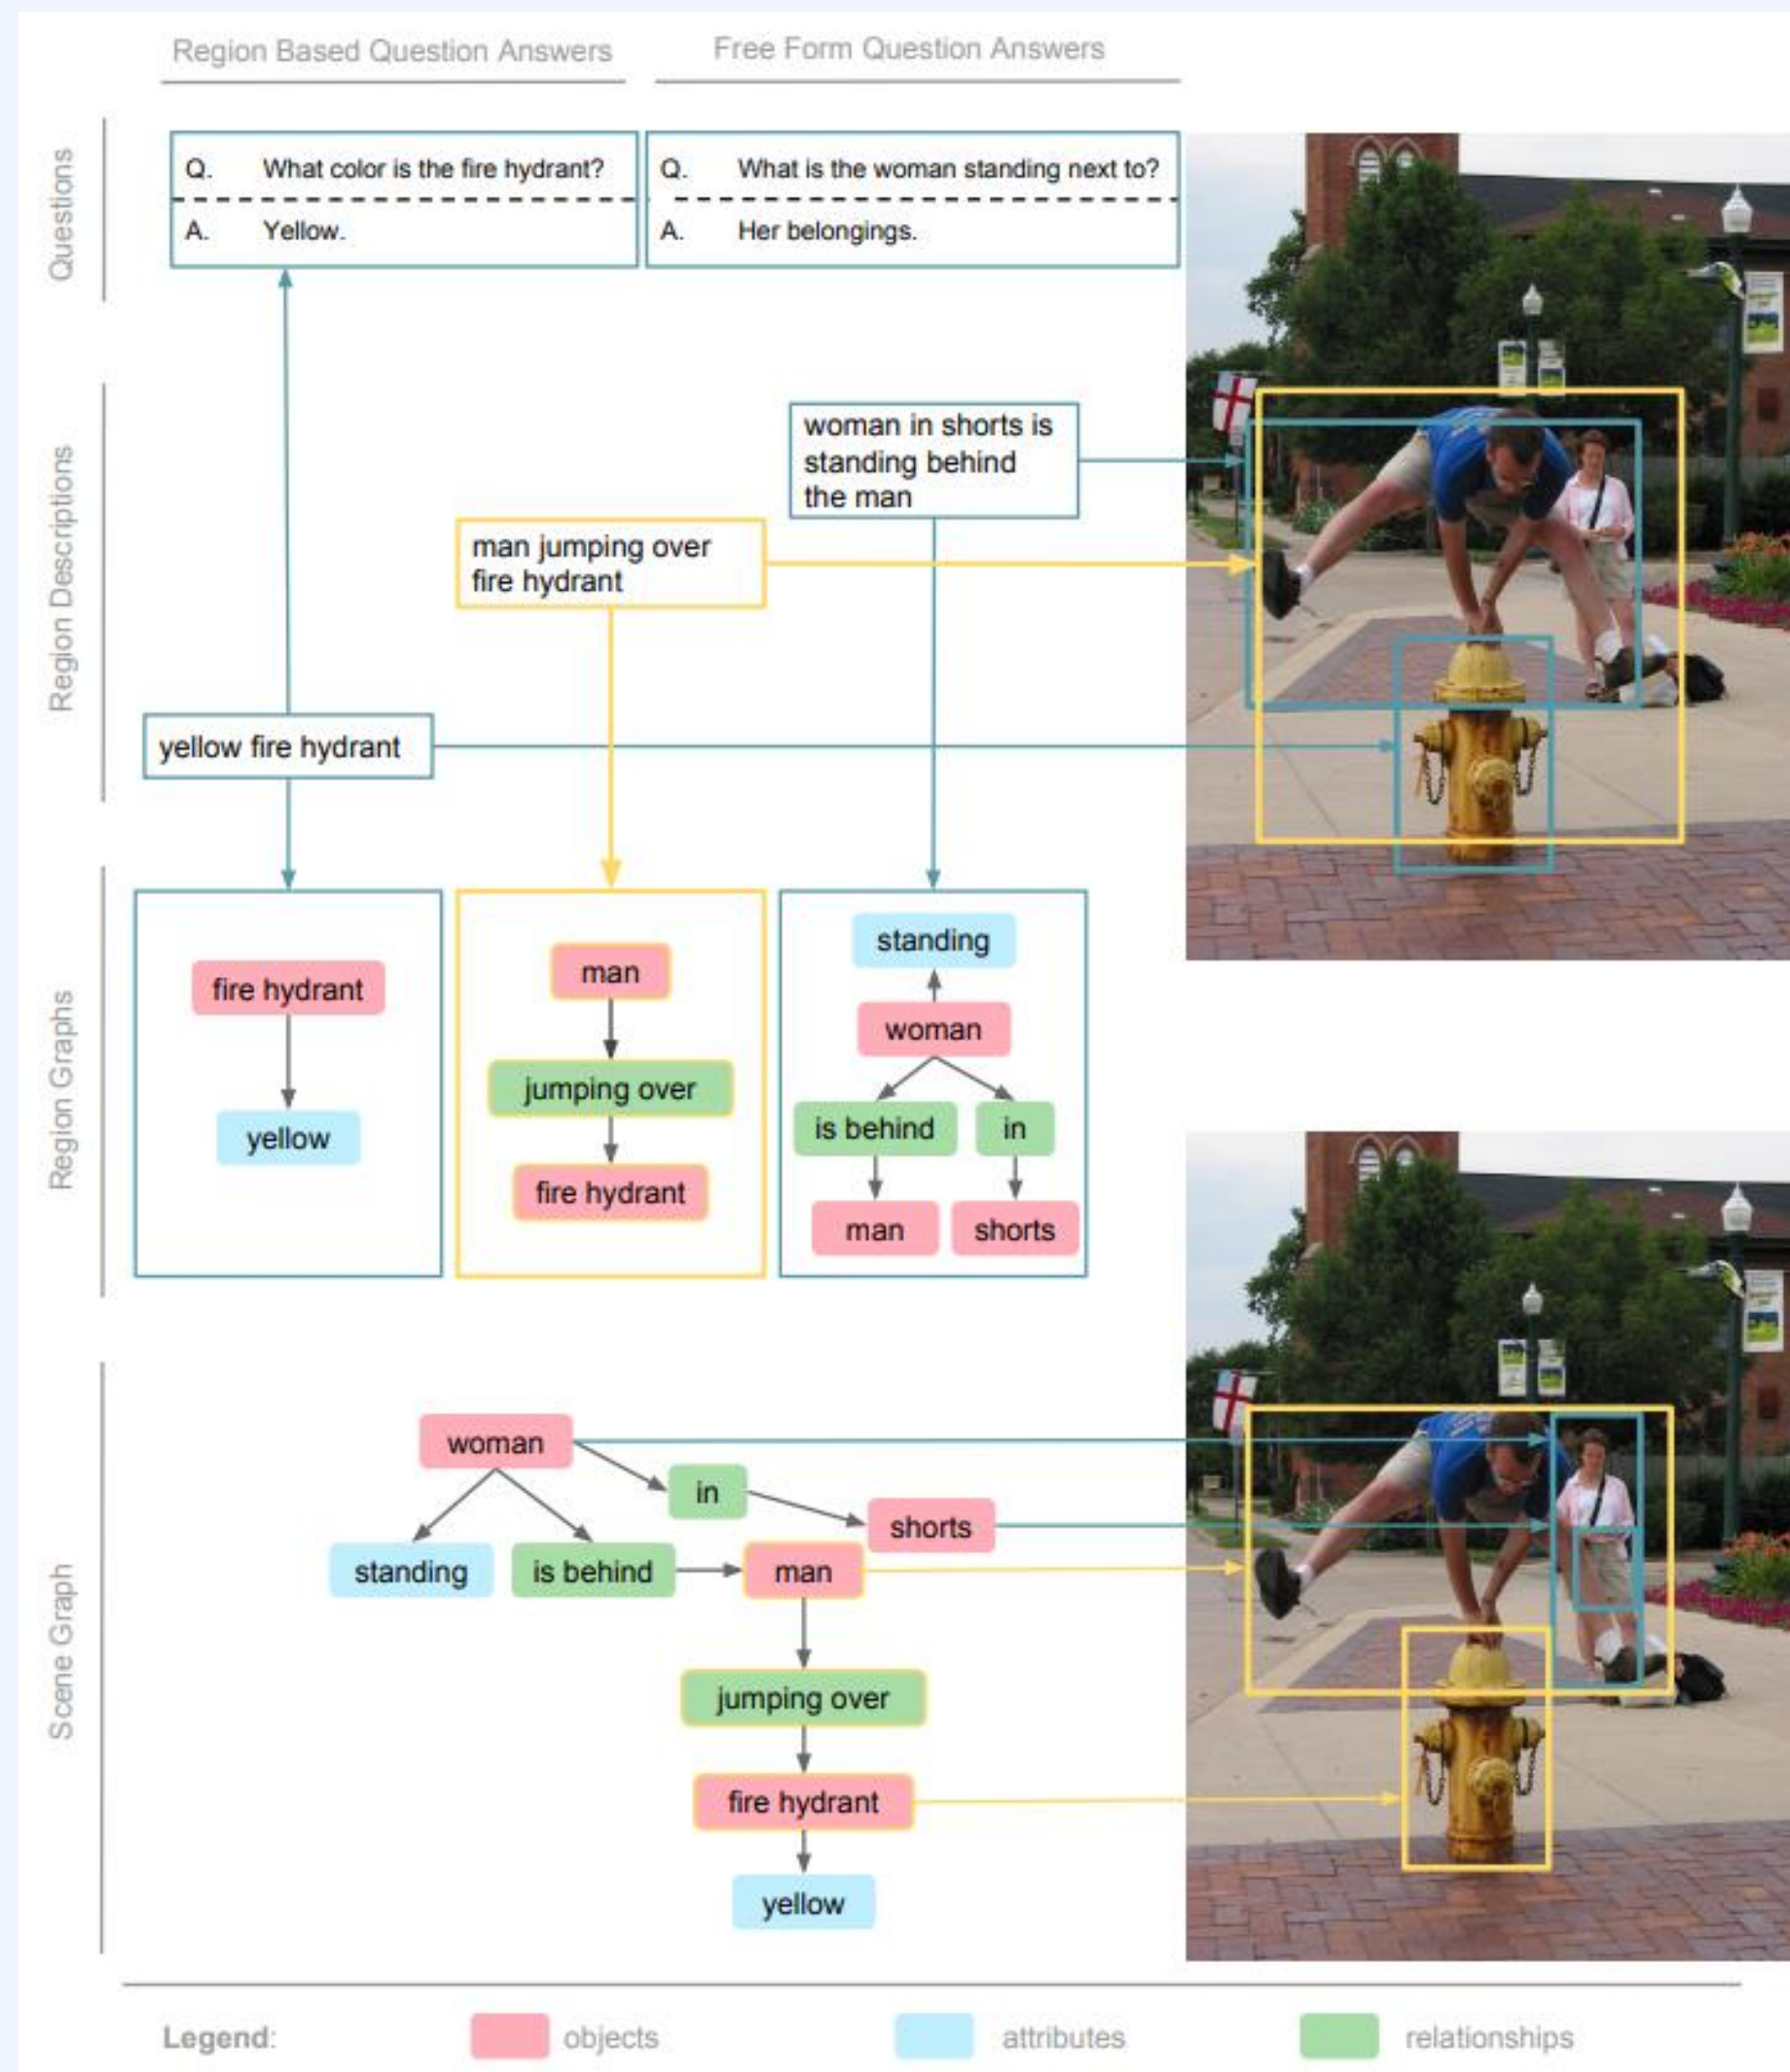 Region Based Question Answers
Free Form Question Answers
Questions
Q. What color is the fire hydrant?
A. Yellow.
Q. What is the woman standing next to?
A. Her belongings.
Region Descriptions
woman in shorts is
standing behind
the man
man jumping over
fire hydrant
yellow fire hydrant
Region Graphs
fire hydrant
yellow
man
jumping over
fire hydrant
standing
woman
is behind
in
man
shorts
Scene Graph
woman
in
shorts
standing
is behind
man
jumping over
fire hydrant
yellow
Legend:
objects
attributes
relationships